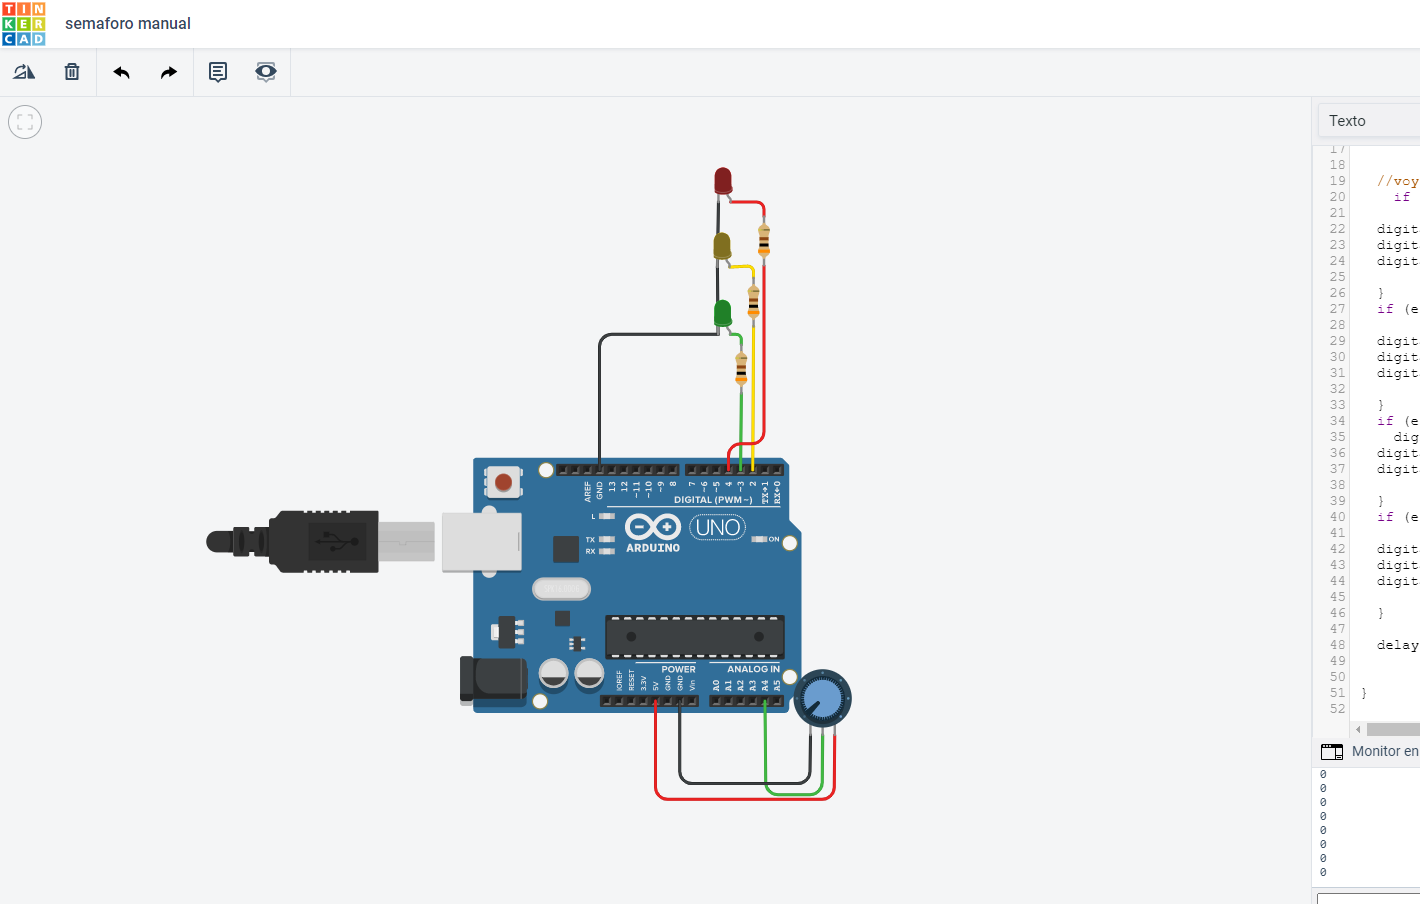 TIN
KER
CAD
semaforo manual
Texto
17
18
19 //voy
20 if
21
22 digit
23 digit
24 digit
25
26 }
27 if (e
28
29 digit
30 digit
31 digit
32
33 }
34 if (e
35 dig
36 digit
37 digit
38
39 }
40 if (e
41
42 digit
43 digit
44 digit
45
46 }
47
48 delay
49
50
51 }
52
Monitor en
0
0
0
0
0
0
0
0
AREF
GND
13
12
~11
~10
~9
8
7
~6
~5
4
~3
2
TX→1
RX←0
DIGITAL (PWM~)
L
TX
RX
ARDUINO
UNO
ON
POWER
ANALOG IN
IOREF
RESET
3.3V
5V
GND
GND
Vin
A0
A1
A2
A3
A4
A5